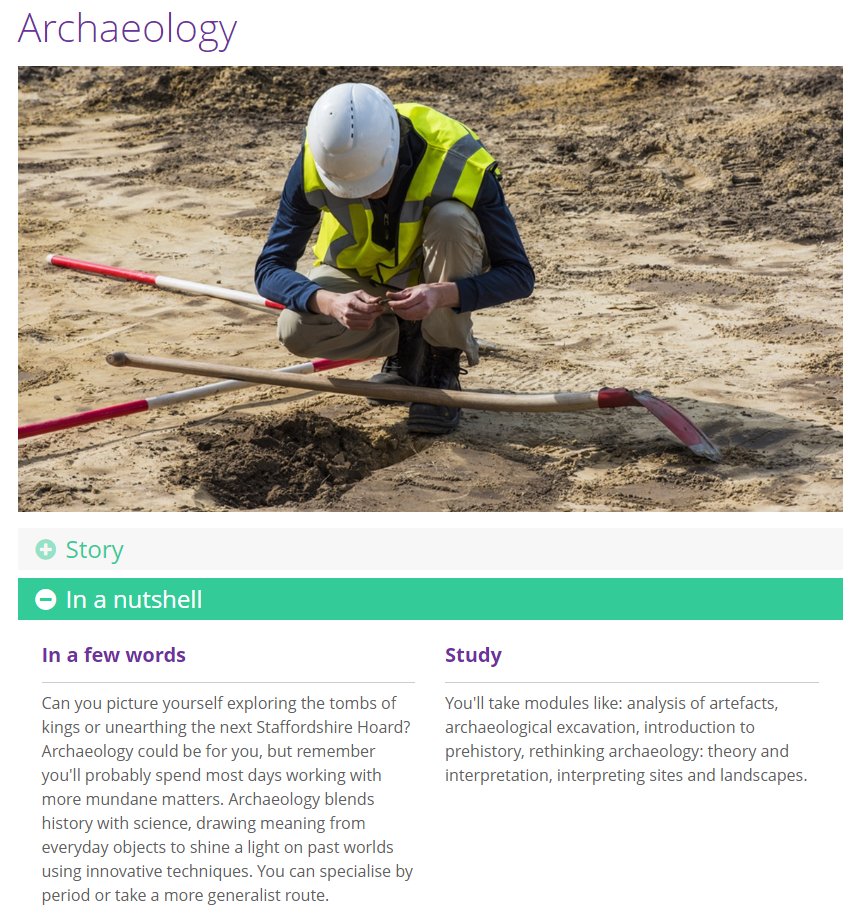 Archaeology
Story
In a nutshell
In a few words
Can you picture yourself exploring the tombs of
kings or unearthing the next Staffordshire Hoard?
Archaeology could be for you, but remember
you'll probably spend most days working with
more mundane matters. Archaeology blends
history with science, drawing meaning from
everyday objects to shine a light on past worlds
using innovative techniques. You can specialise by
period or take a more generalist route.
Study
You'll take modules like: analysis of artefacts,
archaeological excavation, introduction to
prehistory, rethinking archaeology: theory and
interpretation, interpreting sites and landscapes.